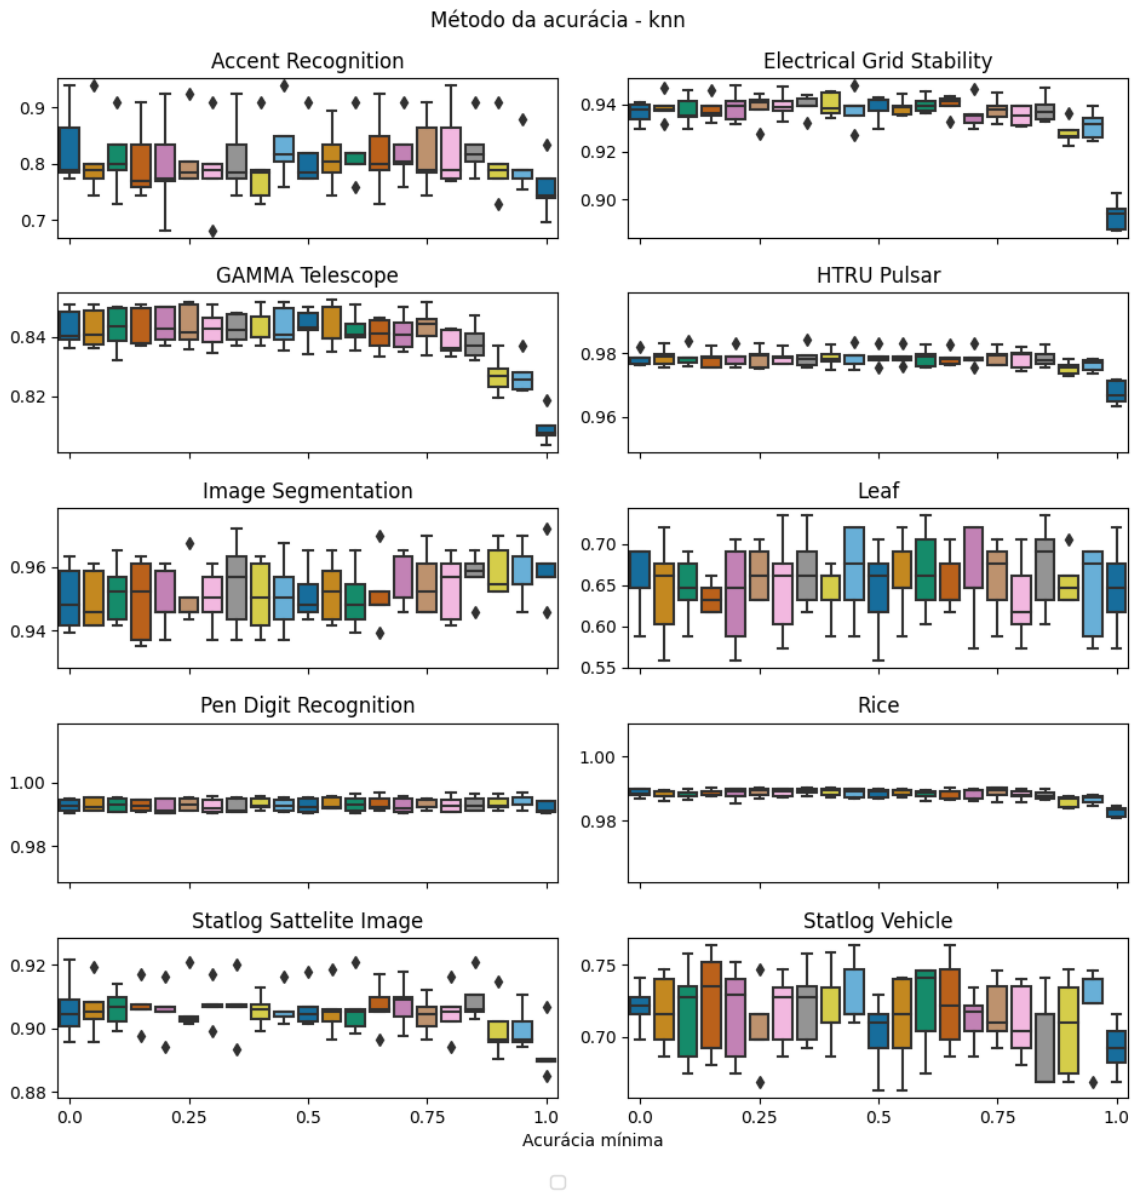 Método da acurácia - knn
Accent Recognition
Electrical Grid Stability
0.9
0.8
0.7
0.94
0.92
0.90
GAMMA Telescope
HTRU Pulsar
0.84
0.82
0.98
0.96
Image Segmentation
Leaf
0.96
0.94
0.70
0.65
0.60
0.55
Pen Digit Recognition
Rice
1.00
0.98
1.00
0.98
Statlog Sattelite Image
Statlog Vehicle
0.92
0.90
0.88
0.75
0.70
0.0 0.25 0.5 0.75 1.0
0.0 0.25 0.5 0.75 1.0
Acurácia mínima